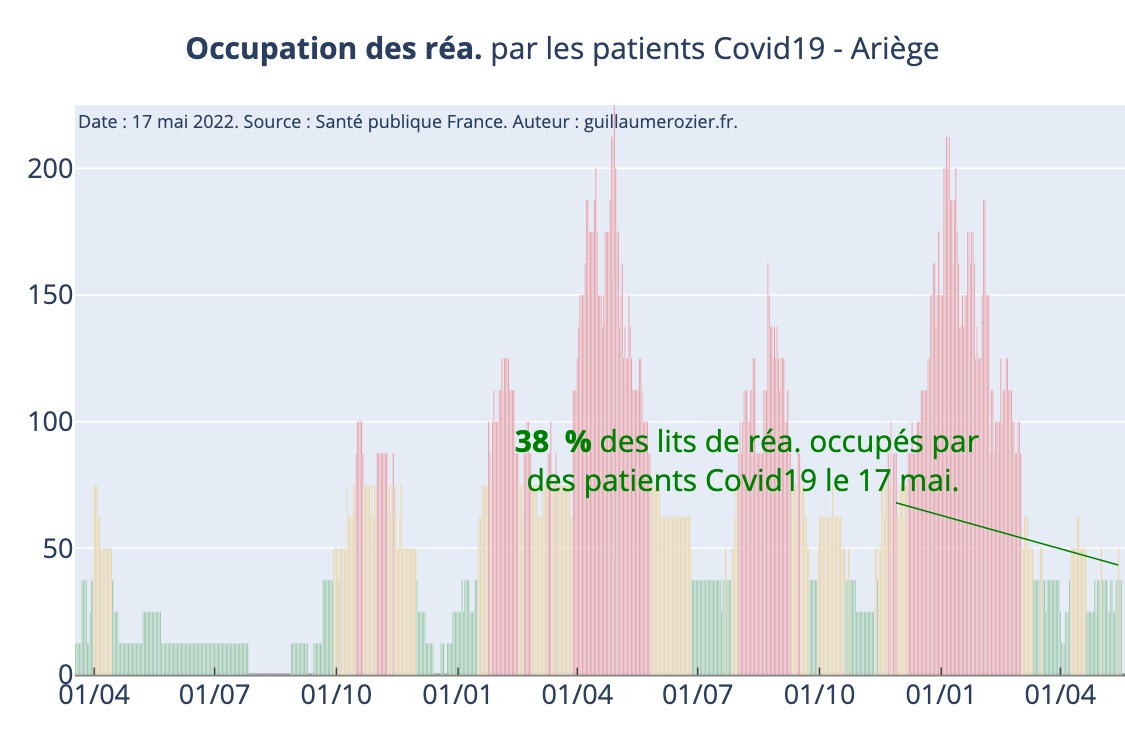 Occupation des réa. par les patients Covid19 - Ariège
Date : 17 mai 2022. Source : Santé publique France. Auteur : guillaumerozier.fr.
200
150
100
50
0
38 % des lits de réa. occupés par
des patients Covid19 le 17 mai.
01/04 01/07 01/10 01/01 01/04 01/07 01/10 01/01 01/04